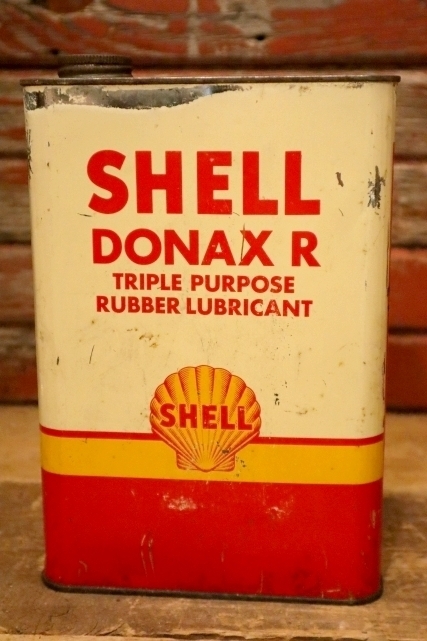 SHELL
DONAX R
TRIPLE PURPOSE
RUBBER LUBRICANT
SHELL